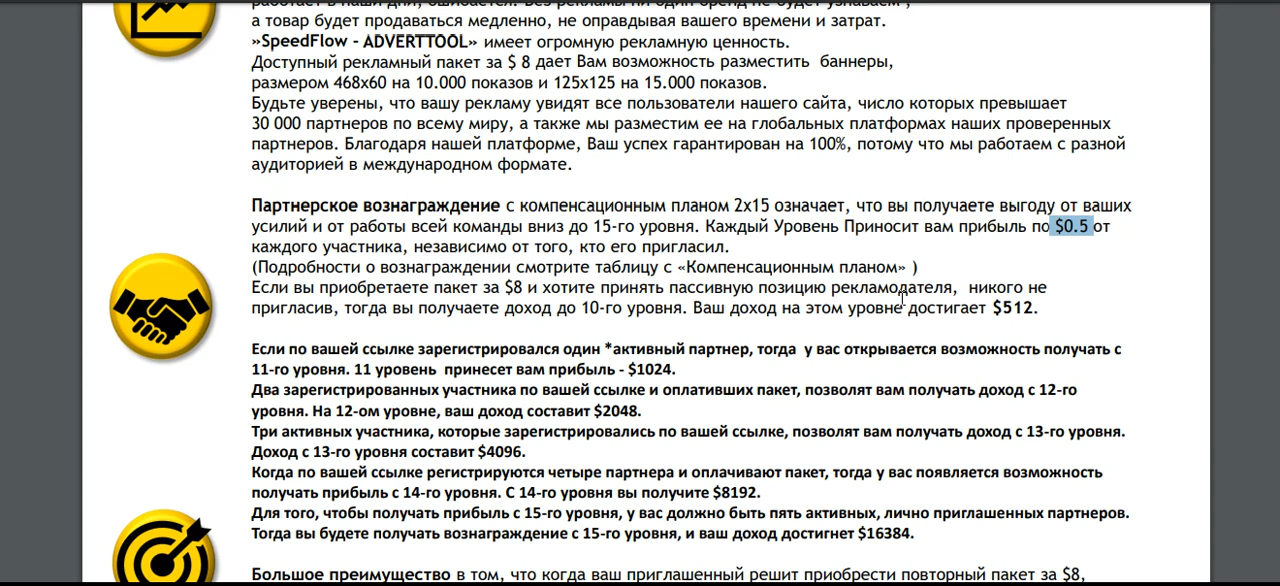 работает в наши дни, ошибается. Без рекламы ни один бренд не будет узнаваем ,
а товар будет продаваться медленно, не оправдывая вашего времени и затрат.
»SpeedFlow - ADVERTTOOL» имеет огромную рекламную ценность.
Доступный рекламный пакет за $ 8 дает Вам возможность разместить баннеры,
размером 468x60 на 10.000 показов и 125x125 на 15.000 показов.
Будьте уверены, что вашу рекламу увидят все пользователи нашего сайта, число которых превышает
30 000 партнеров по всему миру, а также мы разместим ее на глобальных платформах наших проверенных
партнеров. Благодаря нашей платформе, Ваш успех гарантирован на 100%, потому что мы работаем с разной
аудиторией в международном формате.
Партнерское вознаграждение с компенсационным планом 2x15 означает, что вы получаете выгоду от ваших
усилий и от работы всей команды вниз до 15-го уровня. Каждый Уровень Приносит вам прибыль по $0.5 от
каждого участника, независимо от того, кто его пригласил.
(Подробности о вознаграждении смотрите таблицу с «Компенсационным планом» )
Если вы приобретаете пакет за $8 и хотите принять пассивную позицию рекламодателя, никого не
пригласив, тогда вы получаете доход до 10-го уровня. Ваш доход на этом уровне достигает $512.
Если по вашей ссылке зарегистрировался один *активный партнер, тогда у вас открывается возможность получать с
11-го уровня. 11 уровень принесет вам прибыль - $1024.
Два зарегистрированных участника по вашей ссылке и оплативших пакет, позволят вам получать доход с 12-го
уровня. На 12-ом уровне, ваш доход составит $2048.
Три активных участника, которые зарегистрировались по вашей ссылке, позволят вам получать доход с 13-го уровня.
Доход с 13-го уровня составит $4096.
Когда по вашей ссылке регистрируются четыре партнера и оплачивают пакет, тогда у вас появляется возможность
получать прибыль с 14-го уровня. С 14-го уровня вы получите $8192.
Для того, чтобы получать прибыль с 15-го уровня, у вас должно быть пять активных, лично приглашенных партнеров.
Тогда вы будете получать вознаграждение с 15-го уровня, и ваш доход достигнет $16384.
Большое преимущество в том, что когда ваш приглашенный решит приобрести повторный пакет за $8,